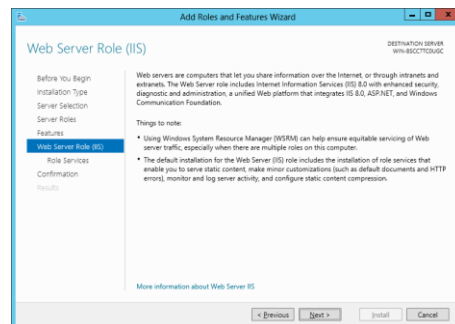 Add Roles and Features Wizard
Web Server Role (IIS)
DESTINATION SERVER
WIN-8SCCTTC0UGC
Before You Begin
Installation Type
Server Selection
Server Roles
Features
Web Server Role (IIS)
Role Services
Confirmation
Results
Web servers are computers that let you share information over the Internet, or through intranets and
extranets. The Web Server role includes Internet Information Services (IIS) 8.0 with enhanced security,
diagnostic and administration, a unified Web platform that integrates IIS 8.0, ASP.NET, and Windows
Communication Foundation.
Things to note:
• Using Windows System Resource Manager (WSRM) can help ensure equitable servicing of Web
server traffic, especially when there are multiple roles on this computer.
• The default installation for the Web Server (IIS) role includes the installation of role services that
enable you to serve static content, make minor customizations (such as default documents and HTTP
errors), monitor and log server activity, and configure static content compression.
More information about Web Server IIS
< Previous
Next >
Install
Cancel